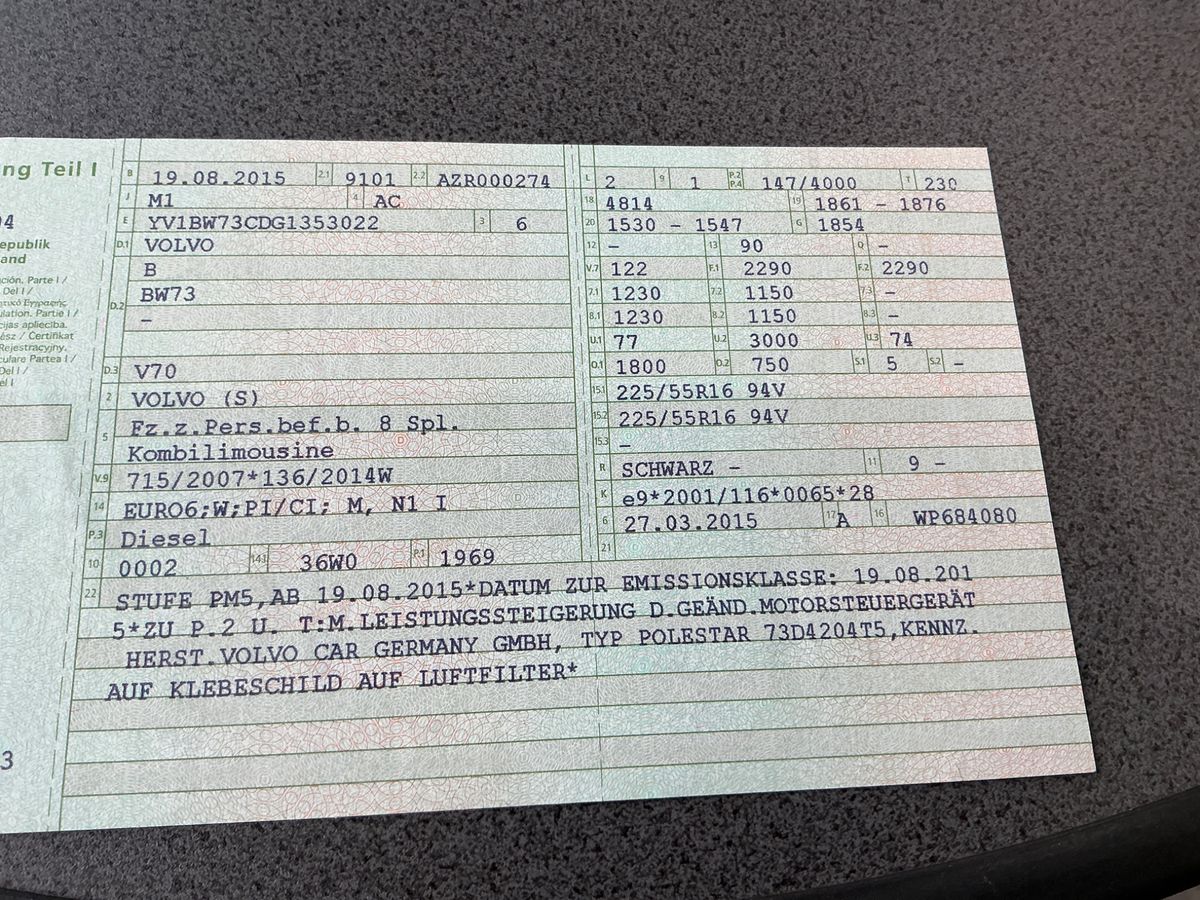 ng Teil I
4
epublik
and
ción. Parte I /
Del I /
lation. Partie I /
cijas apliecība.
ész / Certifikat
Rejestracyjny.
culare Partea I /
Del I /
el I
3
B 19.08.2015 2.1 9101 2.2 AZR000274
J M1 4 AC
E YV1BW73CDG1353022 3 6
D.1 VOLVO
D.2 B
BW73
–
D.3 V70
2 VOLVO (S)
5 Fz.z.Pers.bef.b. 8 Spl.
Kombilimousine
V.9 715/2007*136/2014W
14 EURO6;W;PI/CI; M, N1 I
P.3 Diesel
10 0002 14.1 36W0 P.1 1969
L 2 9 1 P.2 P.4 147/4000 T 230
18 4814 19 1861 – 1876
20 1530 – 1547 G 1854
12 – 13 90 Q –
V.7 122 F.1 2290 F.2 2290
7.1 1230 7.2 1150 7.3 –
8.1 1230 8.2 1150 8.3 –
U.1 77 U.2 3000 U.3 74
O.1 1800 O.2 750 S.1 5 S.2 –
15.1 225/55R16 94V
15.2 225/55R16 94V
15.3 –
R SCHWARZ – 11 9 –
K e9*2001/116*0065*28
6 27.03.2015 17 A 16 WP684080
21
22 STUFE PM5,AB 19.08.2015*DATUM ZUR EMISSIONSKLASSE: 19.08.201
5*ZU P.2 U. T:M.LEISTUNGSSTEIGERUNG D.GEÄND.MOTORSTEUERGERÄT
HERST.VOLVO CAR GERMANY GMBH, TYP POLESTAR 73D4204T5,KENNZ.
AUF KLEBESCHILD AUF LUFTFILTER*